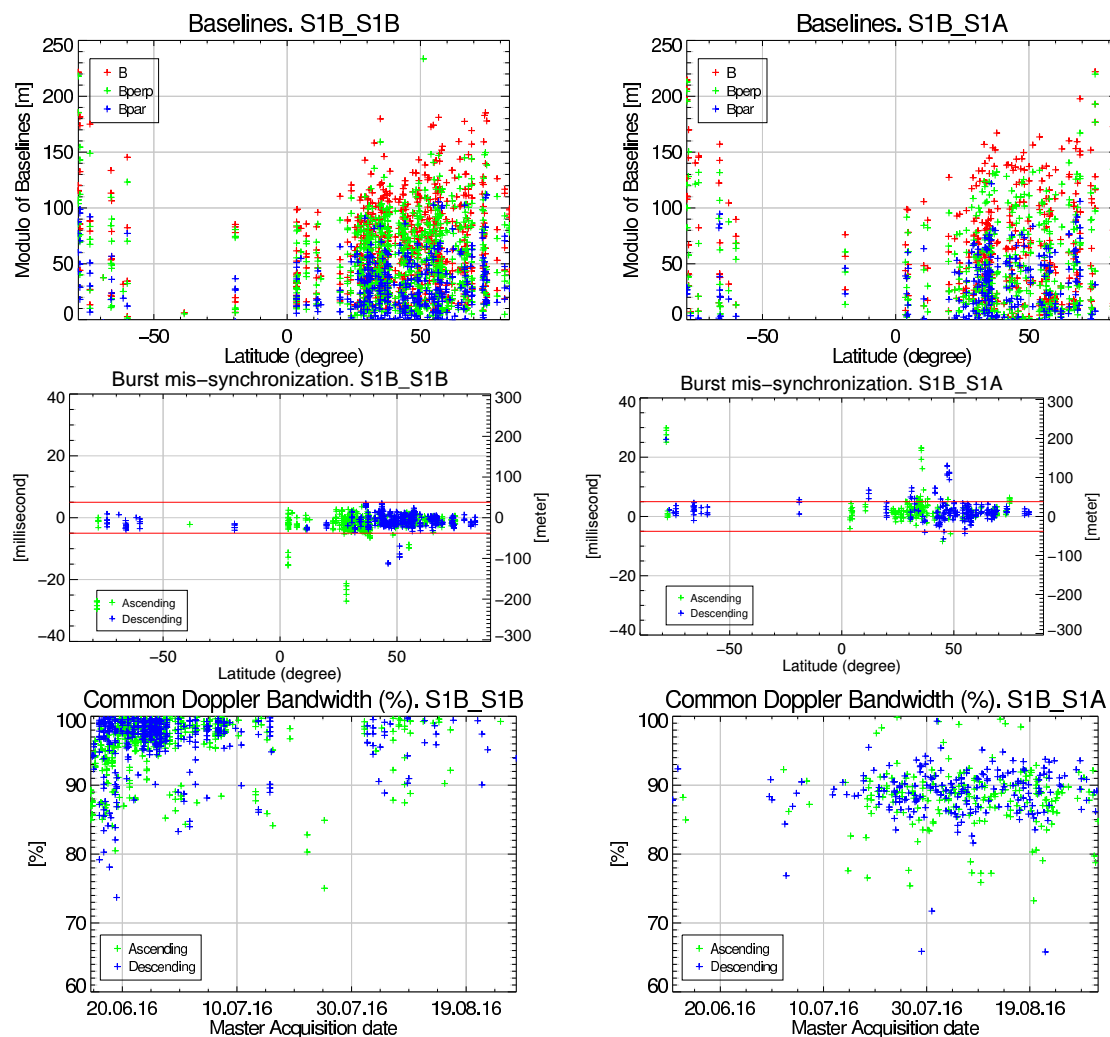 Baselines. S1B_S1B
Modulo of Baselines [m]
250
200
150
100
50
0
B
Bperp
Bpar
−50
0
50
Latitude (degree)
Baselines. S1B_S1A
Modulo of Baselines [m]
250
200
150
100
50
0
B
Bperp
Bpar
−50
0
50
Latitude (degree)
Burst mis−synchronization. S1B_S1B
[millisecond]
40
20
0
−20
−40
300
200
100
0
−100
−200
−300
[meter]
Ascending
Descending
−50
0
50
Latitude (degree)
Burst mis−synchronization. S1B_S1A
[millisecond]
40
20
0
−20
−40
300
200
100
0
−100
−200
−300
[meter]
Ascending
Descending
−50
0
50
Latitude (degree)
Common Doppler Bandwidth (%). S1B_S1B
[%]
100
90
80
70
60
Ascending
Descending
20.06.16
10.07.16
30.07.16
19.08.16
Master Acquisition date
Common Doppler Bandwidth (%). S1B_S1A
[%]
100
90
80
70
60
Ascending
Descending
20.06.16
10.07.16
30.07.16
19.08.16
Master Acquisition date